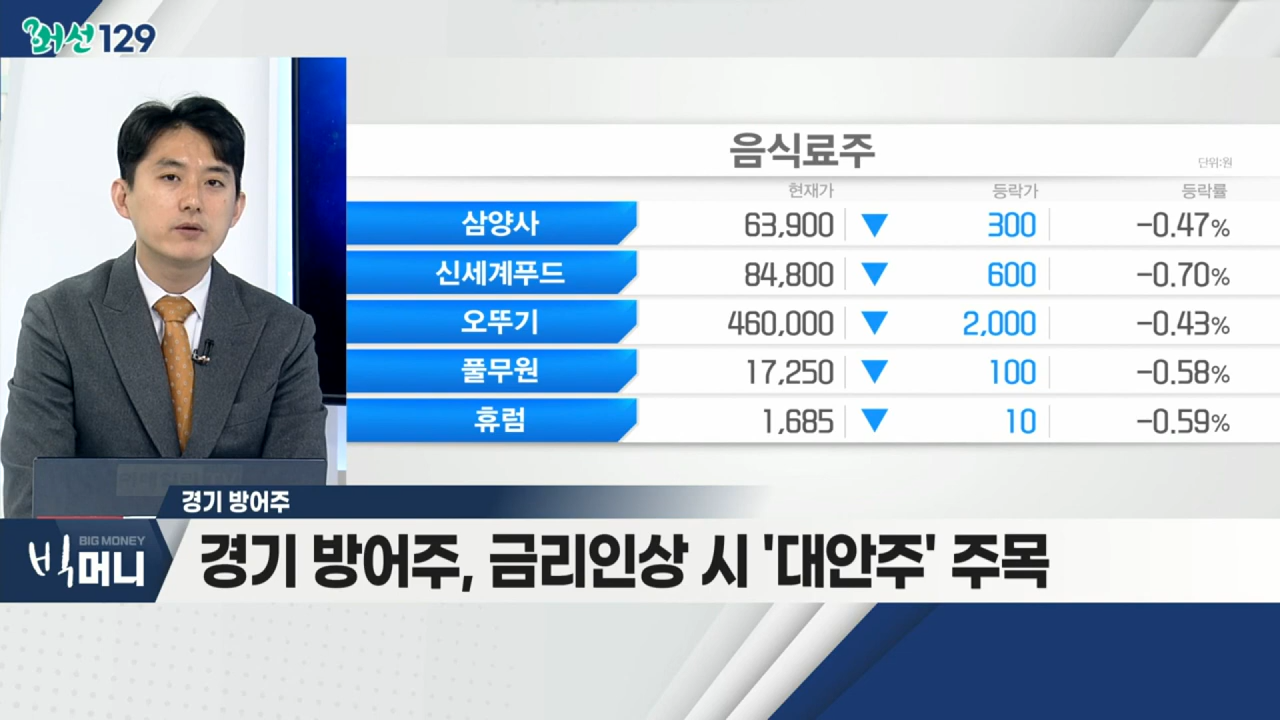 머선129
음식료주
단위:원
현재가 등락가 등락률
삼양사 63,900 ▼ 300 -0.47%
신세계푸드 84,800 ▼ 600 -0.70%
오뚜기 460,000 ▼ 2,000 -0.43%
풀무원 17,250 ▼ 100 -0.58%
휴럼 1,685 ▼ 10 -0.59%
경기 방어주
BIG MONEY
빅머니
경기 방어주, 금리인상 시 '대안주' 주목